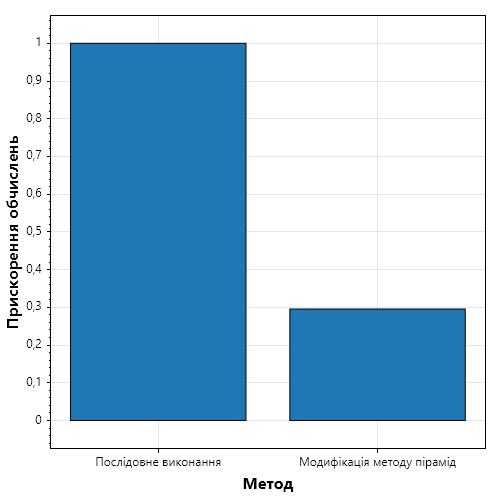 Прискорення обчислень
1
0,9
0,8
0,7
0,6
0,5
0,4
0,3
0,2
0,1
0
Послідовне виконання
Модифікація методу пірамід
Метод